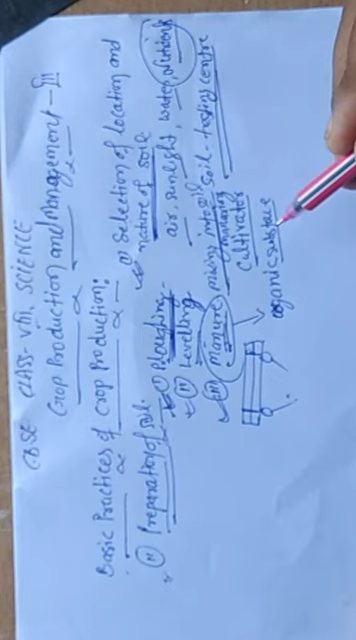 CBSE CLASS-VIII, SCIENCE
Crop Production and Management-III
Basic Practices of Crop Production:
(i) Selection of location and
nature of soil
air sunlight, water, nutrients
Soil-testing centre
(ii) Preparation of soil
(i) Ploughing-
(ii) Levelling
(iii) Manure mixing into soil
Cultivator
organic substance